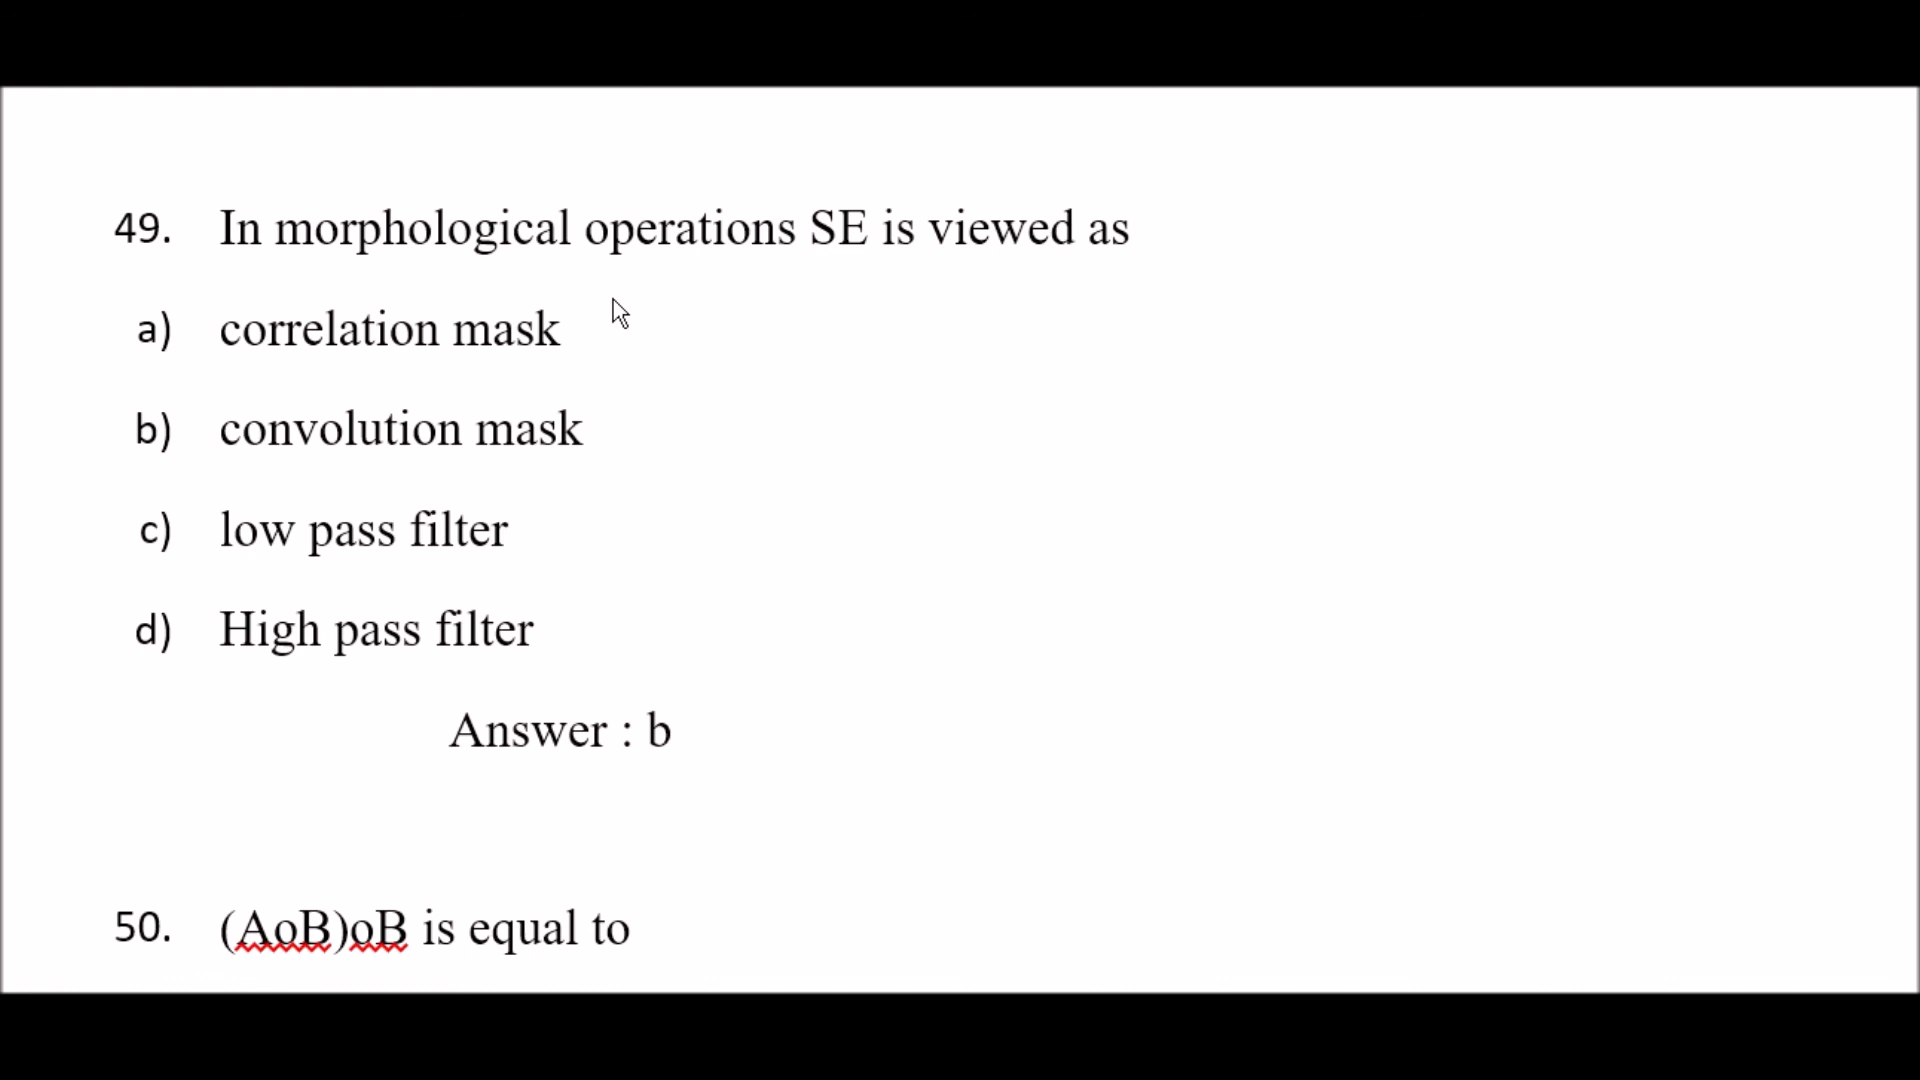 49. In morphological operations SE is viewed as
a) correlation mask
b) convolution mask
c) low pass filter
d) High pass filter
Answer : b
50. (AoB)oB is equal to